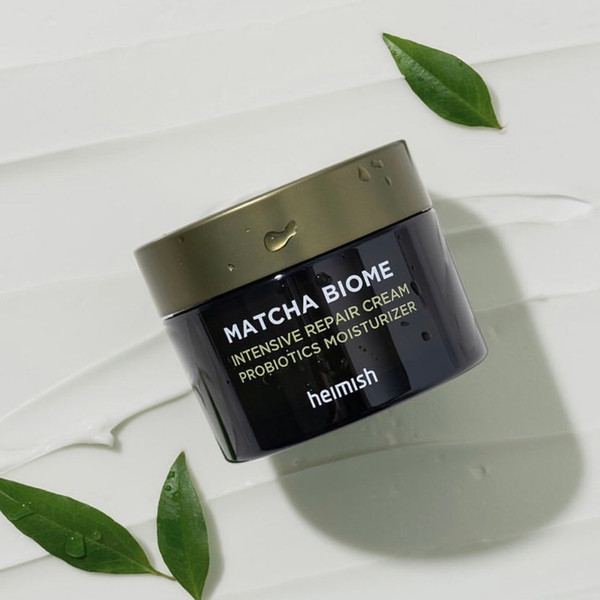 MATCHA BIOME
INTENSIVE REPAIR CREAM
PROBIOTICS MOISTURIZER
heimish